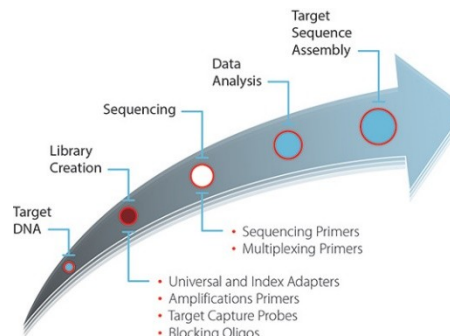 Target
Sequence
Assembly
Data
Analysis
Sequencing
Library
Creation
Target
DNA
• Sequencing Primers
• Multiplexing Primers
• Universal and Index Adapters
• Amplifications Primers
• Target Capture Probes
• Blocking Oligos